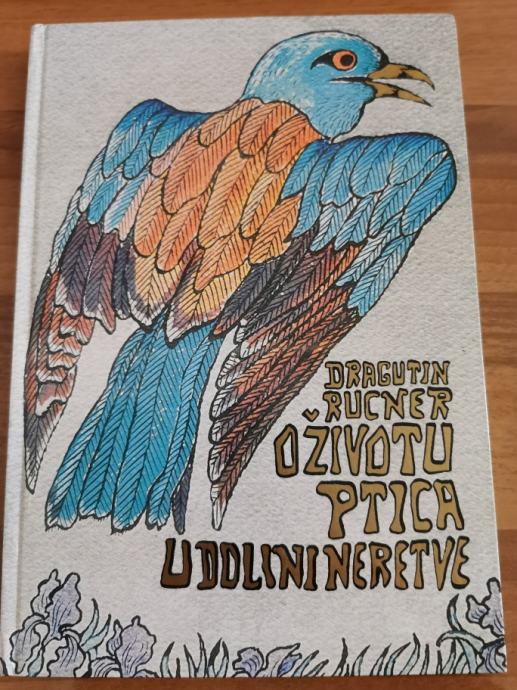 DRAGUTIN
RUCNER
O ŽIVOTU
PTICA
U DOLINI NERETVE